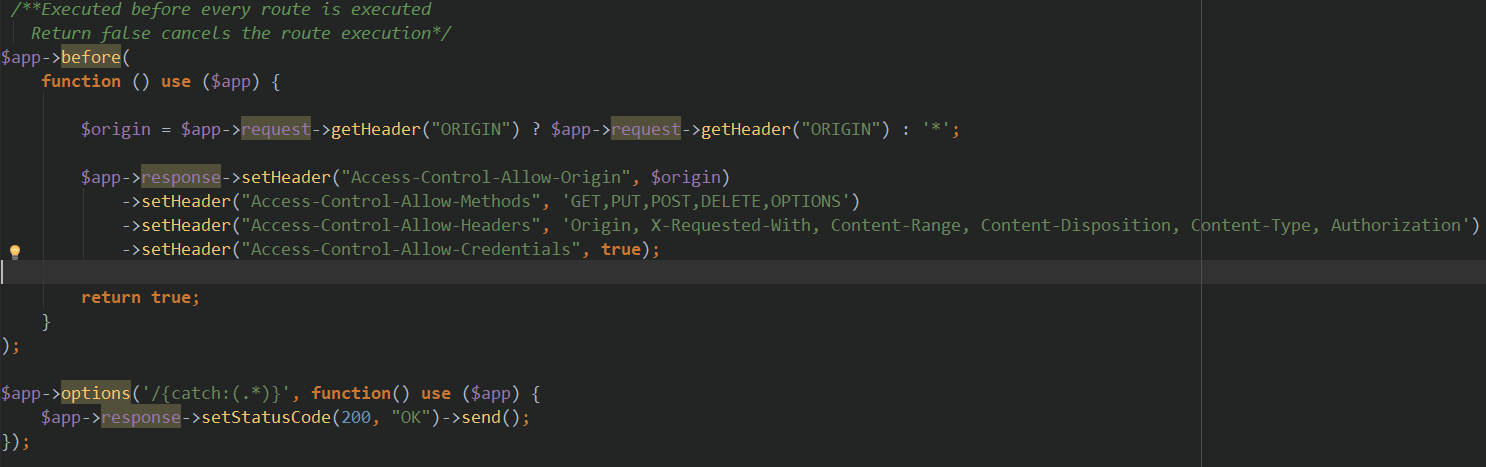 /**Executed before every route is executed
Return false cancels the route execution*/
$app->before(
function () use ($app) {
$origin = $app->request->getHeader("ORIGIN") ? $app->request->getHeader("ORIGIN") : '*';
$app->response->setHeader("Access-Control-Allow-Origin", $origin)
->setHeader("Access-Control-Allow-Methods", 'GET,PUT,POST,DELETE,OPTIONS')
->setHeader("Access-Control-Allow-Headers", 'Origin, X-Requested-With, Content-Range, Content-Disposition, Content-Type, Authorization')
->setHeader("Access-Control-Allow-Credentials", true);
return true;
}
);
$app->options('/{catch:(.*)}', function() use ($app) {
$app->response->setStatusCode(200, "OK")->send();
});